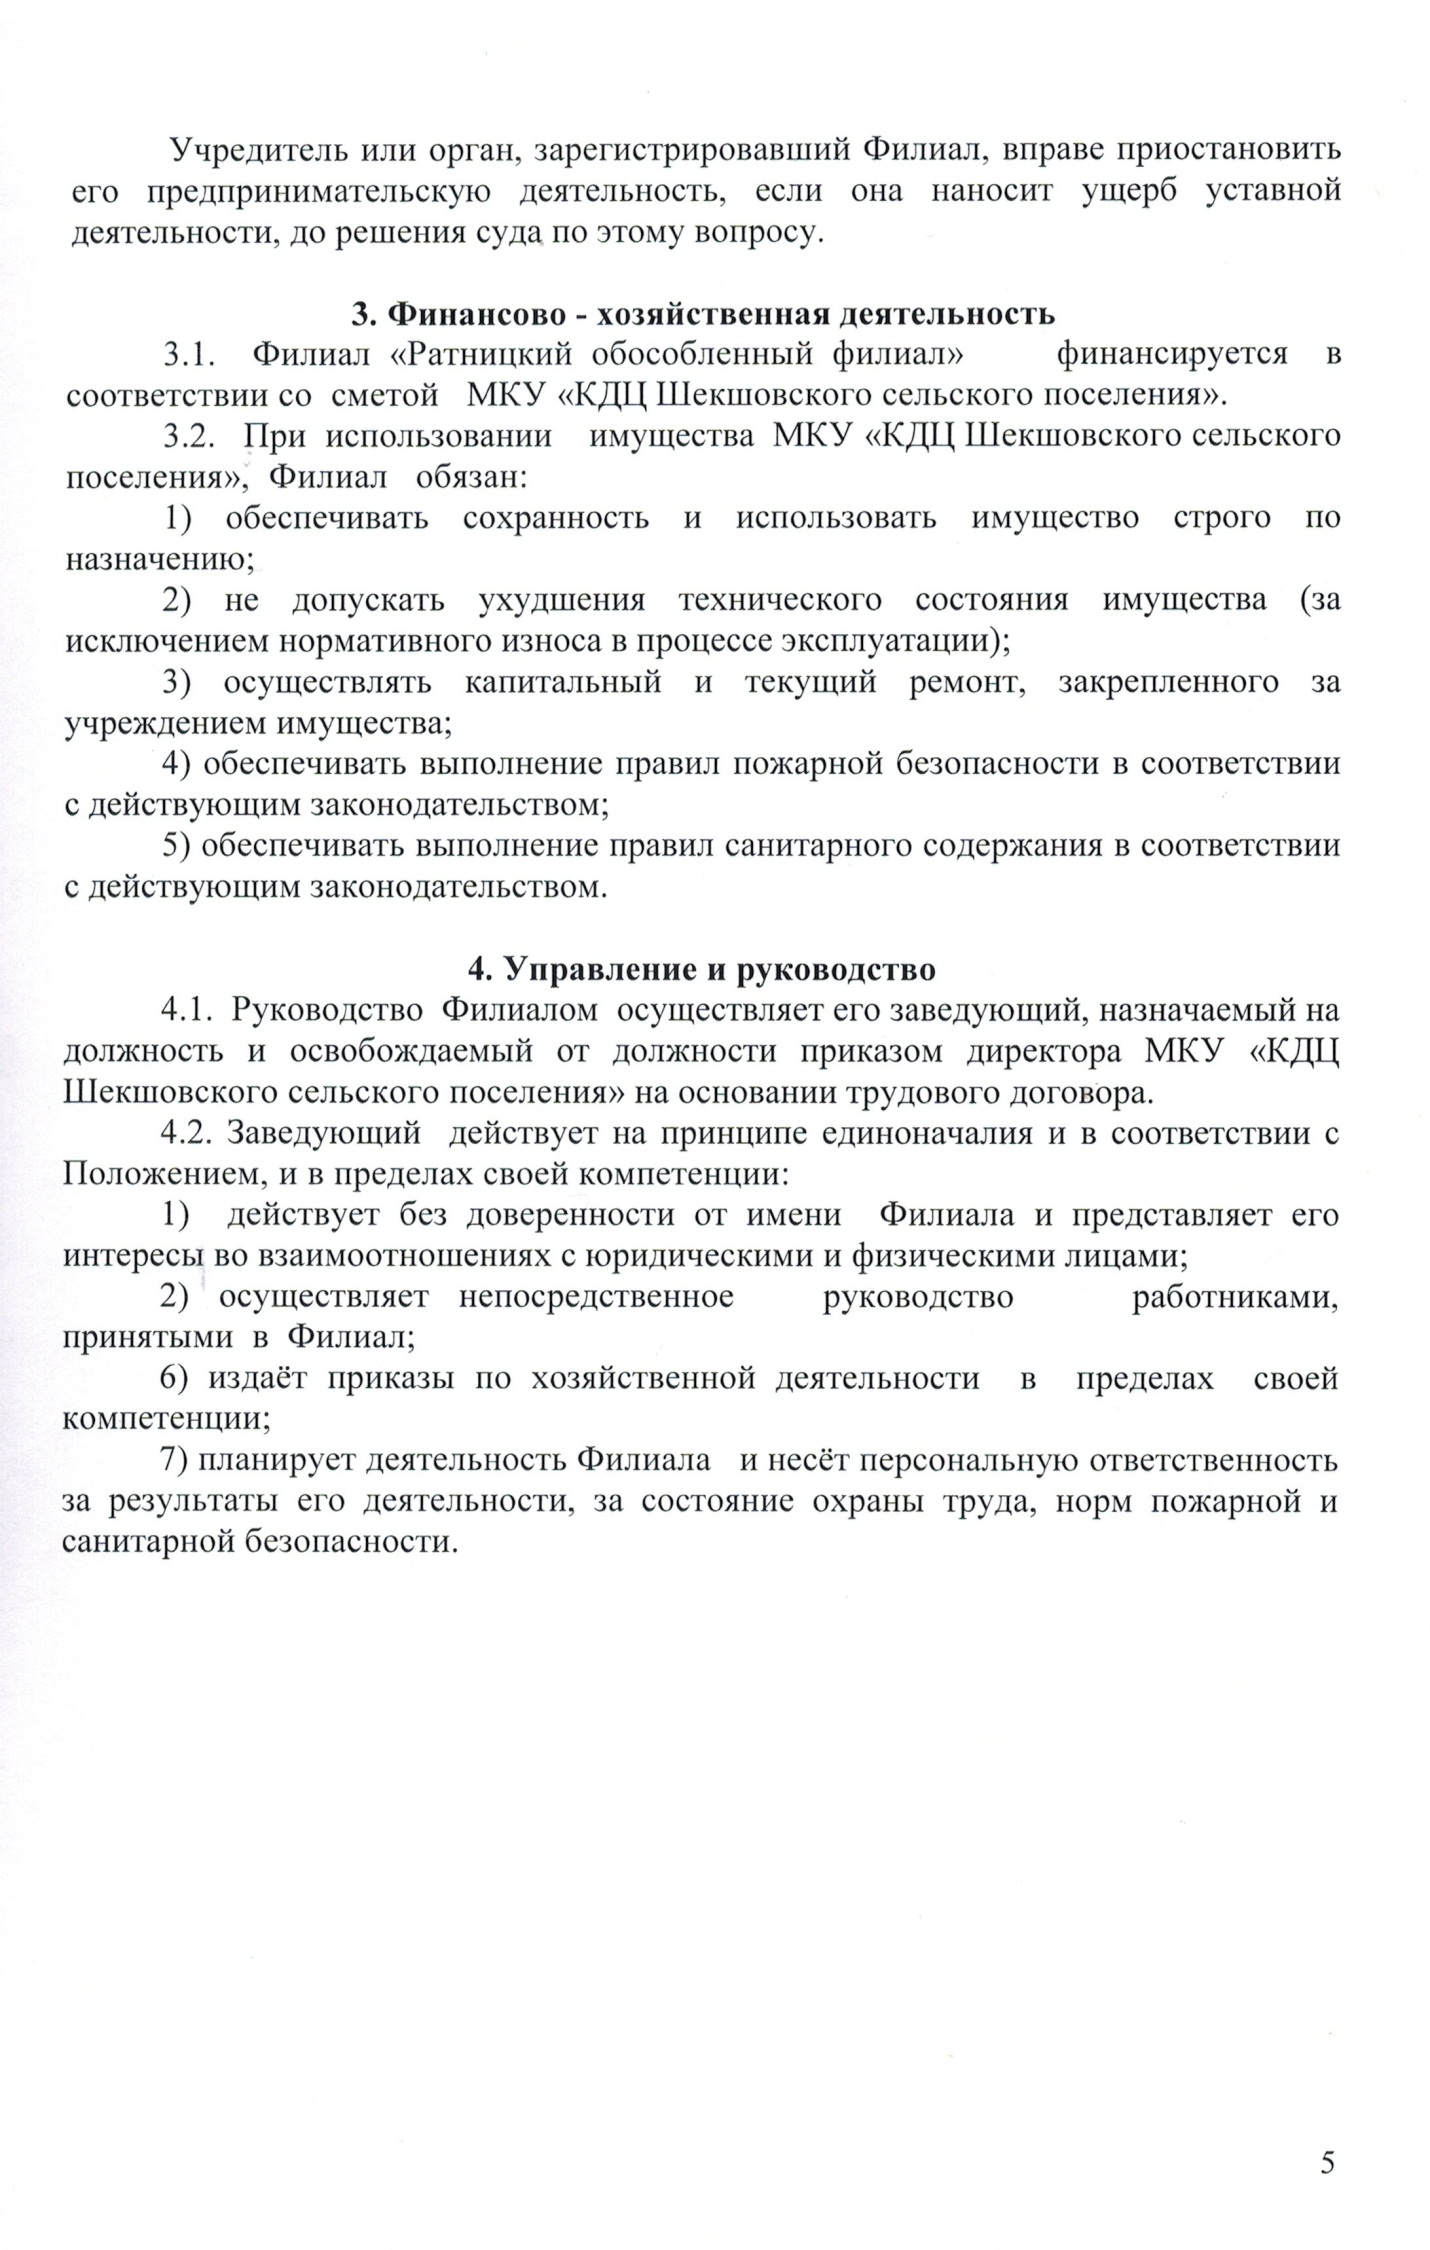 Учредитель или орган, зарегистрировавший Филиал, вправе приостановить
его предпринимательскую деятельность, если она наносит ущерб уставной
деятельности, до решения суда по этому вопросу.
3. Финансово - хозяйственная деятельность
3.1. Филиал «Ратницкий обособленный филиал» финансируется в
соответствии со сметой МКУ «КДЦ Шекшовского сельского поселения».
3.2. При использовании имущества МКУ «КДЦ Шекшовского сельского
поселения», Филиал обязан:
1) обеспечивать сохранность и использовать имущество строго по
назначению;
2) не допускать ухудшения технического состояния имущества (за
исключением нормативного износа в процессе эксплуатации);
3) осуществлять капитальный и текущий ремонт, закрепленного за
учреждением имущества;
4) обеспечивать выполнение правил пожарной безопасности в соответствии
с действующим законодательством;
5) обеспечивать выполнение правил санитарного содержания в соответствии
с действующим законодательством.
4. Управление и руководство
4.1. Руководство Филиалом осуществляет его заведующий, назначаемый на
должность и освобождаемый от должности приказом директора МКУ «КДЦ
Шекшовского сельского поселения» на основании трудового договора.
4.2. Заведующий действует на принципе единоначалия и в соответствии с
Положением, и в пределах своей компетенции:
1) действует без доверенности от имени Филиала и представляет его
интересы во взаимоотношениях с юридическими и физическими лицами;
2) осуществляет непосредственное руководство работниками,
принятыми в Филиал;
6) издаёт приказы по хозяйственной деятельности в пределах своей
компетенции;
7) планирует деятельность Филиала и несёт персональную ответственность
за результаты его деятельности, за состояние охраны труда, норм пожарной и
санитарной безопасности.
5